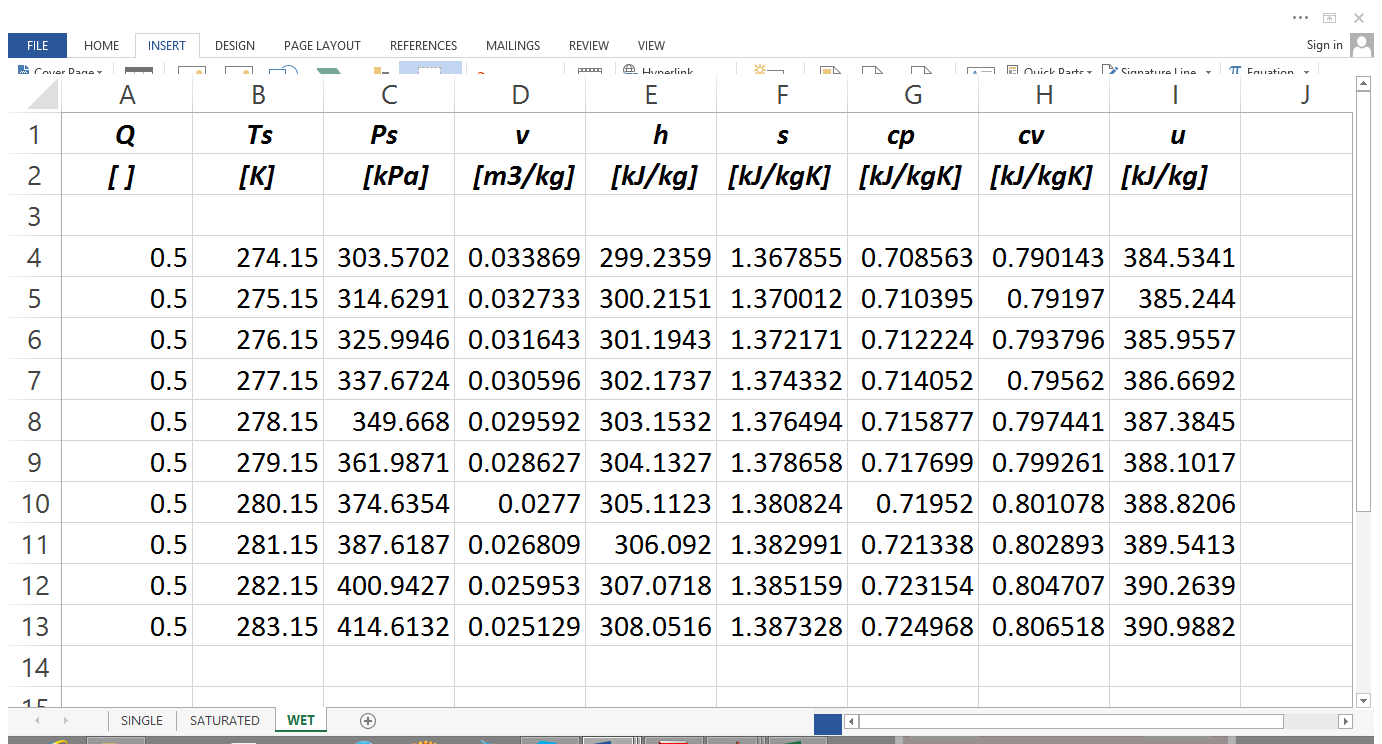 FILE HOME INSERT DESIGN PAGE LAYOUT REFERENCES MAILINGS REVIEW VIEW Sign in
Cover Page Hyperlink Quick Parts Signature Line Equation
A B C D E F G H I J
1 Q Ts Ps v h s cp cv u
2 [ ] [K] [kPa] [m3/kg] [kJ/kg] [kJ/kgK] [kJ/kgK] [kJ/kgK] [kJ/kg]
3
4 0.5 274.15 303.5702 0.033869 299.2359 1.367855 0.708563 0.790143 384.5341
5 0.5 275.15 314.6291 0.032733 300.2151 1.370012 0.710395 0.79197 385.244
6 0.5 276.15 325.9946 0.031643 301.1943 1.372171 0.712224 0.793796 385.9557
7 0.5 277.15 337.6724 0.030596 302.1737 1.374332 0.714052 0.79562 386.6692
8 0.5 278.15 349.668 0.029592 303.1532 1.376494 0.715877 0.797441 387.3845
9 0.5 279.15 361.9871 0.028627 304.1327 1.378658 0.717699 0.799261 388.1017
10 0.5 280.15 374.6354 0.0277 305.1123 1.380824 0.71952 0.801078 388.8206
11 0.5 281.15 387.6187 0.026809 306.092 1.382991 0.721338 0.802893 389.5413
12 0.5 282.15 400.9427 0.025953 307.0718 1.385159 0.723154 0.804707 390.2639
13 0.5 283.15 414.6132 0.025129 308.0516 1.387328 0.724968 0.806518 390.9882
14
15
SINGLE SATURATED WET